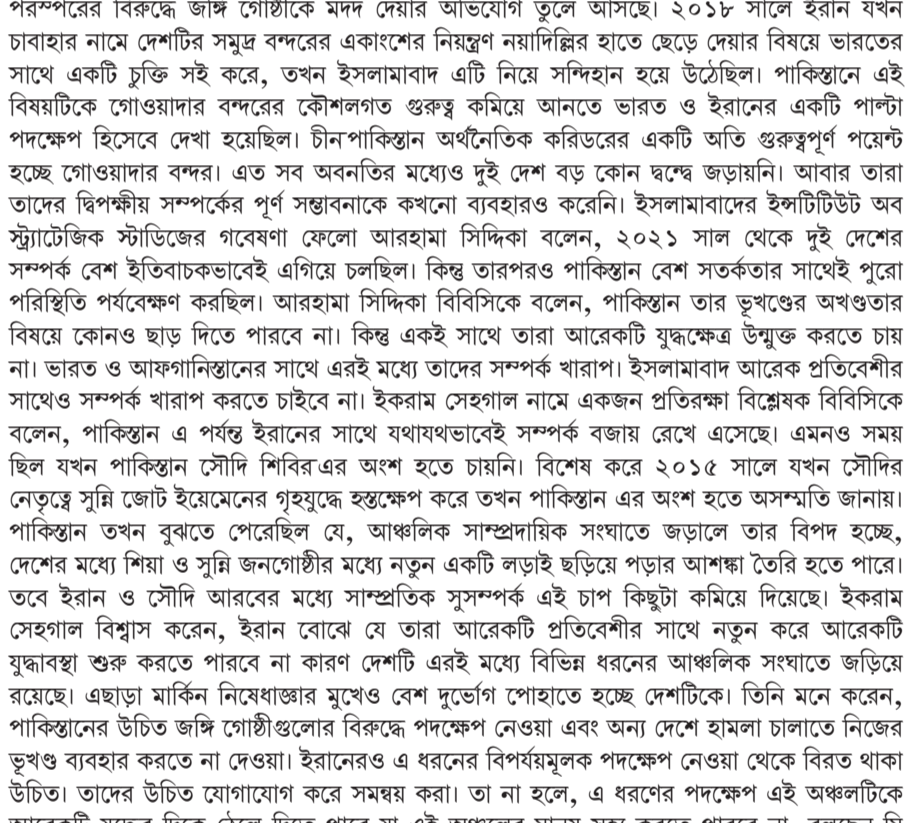 পরস্পরের বিরুদ্ধে জঙ্গি গোষ্ঠীকে মদদ দেয়ার অভিযোগ তুলে আসছে। ২০১৮ সালে ইরান যখন
চাবাহার নামে দেশটির সমুদ্র বন্দরের একাংশের নিয়ন্ত্রণ নয়াদিল্লির হাতে ছেড়ে দেয়ার বিষয়ে ভারতের
সাথে একটি চুক্তি সই করে, তখন ইসলামাবাদ এটি নিয়ে সন্দিহান হয়ে উঠেছিল। পাকিস্তানে এই
বিষয়টিকে গোওয়াদার বন্দরের কৌশলগত গুরুত্ব কমিয়ে আনতে ভারত ও ইরানের একটি পাল্টা
পদক্ষেপ হিসেবে দেখা হয়েছিল। চীনপাকিস্তান অর্থনৈতিক করিডরের একটি অতি গুরুত্বপূর্ণ পয়েন্ট
হচ্ছে গোওয়াদার বন্দর। এত সব অবনতির মধ্যেও দুই দেশ বড় কোন দ্বন্দ্বে জড়ায়নি। আবার তারা
তাদের দ্বিপক্ষীয় সম্পর্কের পূর্ণ সম্ভাবনাকে কখনো ব্যবহারও করেনি। ইসলামাবাদের ইন্সটিটিউট অব
স্ট্র্যাটেজিক স্টাডিজের গবেষণা ফেলো আরহামা সিদ্দিকা বলেন, ২০২১ সাল থেকে দুই দেশের
সম্পর্ক বেশ ইতিবাচকভাবেই এগিয়ে চলছিল। কিন্তু তারপরও পাকিস্তান বেশ সতর্কতার সাথেই পুরো
পরিস্থিতি পর্যবেক্ষণ করছিল। আরহামা সিদ্দিকা বিবিসিকে বলেন, পাকিস্তান তার ভূখণ্ডের অখণ্ডতার
বিষয়ে কোনও ছাড় দিতে পারবে না। কিন্তু একই সাথে তারা আরেকটি যুদ্ধক্ষেত্র উন্মুক্ত করতে চায়
না। ভারত ও আফগানিস্তানের সাথে এরই মধ্যে তাদের সম্পর্ক খারাপ। ইসলামাবাদ আরেক প্রতিবেশীর
সাথেও সম্পর্ক খারাপ করতে চাইবে না। ইকরাম সেহগাল নামে একজন প্রতিরক্ষা বিশ্লেষক বিবিসিকে
বলেন, পাকিস্তান এ পর্যন্ত ইরানের সাথে যথাযথভাবেই সম্পর্ক বজায় রেখে এসেছে। এমনও সময়
ছিল যখন পাকিস্তান সৌদি শিবিরএর অংশ হতে চায়নি। বিশেষ করে ২০১৫ সালে যখন সৌদির
নেতৃত্বে সুন্নি জোট ইয়েমেনের গৃহযুদ্ধে হস্তক্ষেপ করে তখন পাকিস্তান এর অংশ হতে অসম্মতি জানায়।
পাকিস্তান তখন বুঝতে পেরেছিল যে, আঞ্চলিক সাম্প্রদায়িক সংঘাতে জড়ালে তার বিপদ হচ্ছে,
দেশের মধ্যে শিয়া ও সুন্নি জনগোষ্ঠীর মধ্যে নতুন একটি লড়াই ছড়িয়ে পড়ার আশঙ্কা তৈরি হতে পারে।
তবে ইরান ও সৌদি আরবের মধ্যে সাম্প্রতিক সুসম্পর্ক এই চাপ কিছুটা কমিয়ে দিয়েছে। ইকরাম
সেহগাল বিশ্বাস করেন, ইরান বোঝে যে তারা আরেকটি প্রতিবেশীর সাথে নতুন করে আরেকটি
যুদ্ধাবস্থা শুরু করতে পারবে না কারণ দেশটি এরই মধ্যে বিভিন্ন ধরনের আঞ্চলিক সংঘাতে জড়িয়ে
রয়েছে। এছাড়া মার্কিন নিষেধাজ্ঞার মুখেও বেশ দুর্ভোগ পোহাতে হচ্ছে দেশটিকে। তিনি মনে করেন,
পাকিস্তানের উচিত জঙ্গি গোষ্ঠীগুলোর বিরুদ্ধে পদক্ষেপ নেওয়া এবং অন্য দেশে হামলা চালাতে নিজের
ভূখণ্ড ব্যবহার করতে না দেওয়া। ইরানেরও এ ধরনের বিপর্যয়মূলক পদক্ষেপ নেওয়া থেকে বিরত থাকা
উচিত। তাদের উচিত যোগাযোগ করে সমন্বয় করা। তা না হলে, এ ধরণের পদক্ষেপ এই অঞ্চলটিকে